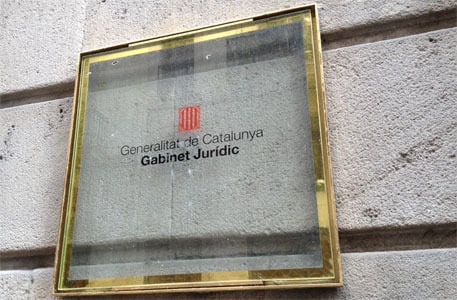 Generalitat de Catalunya
Gabinet Jurídic